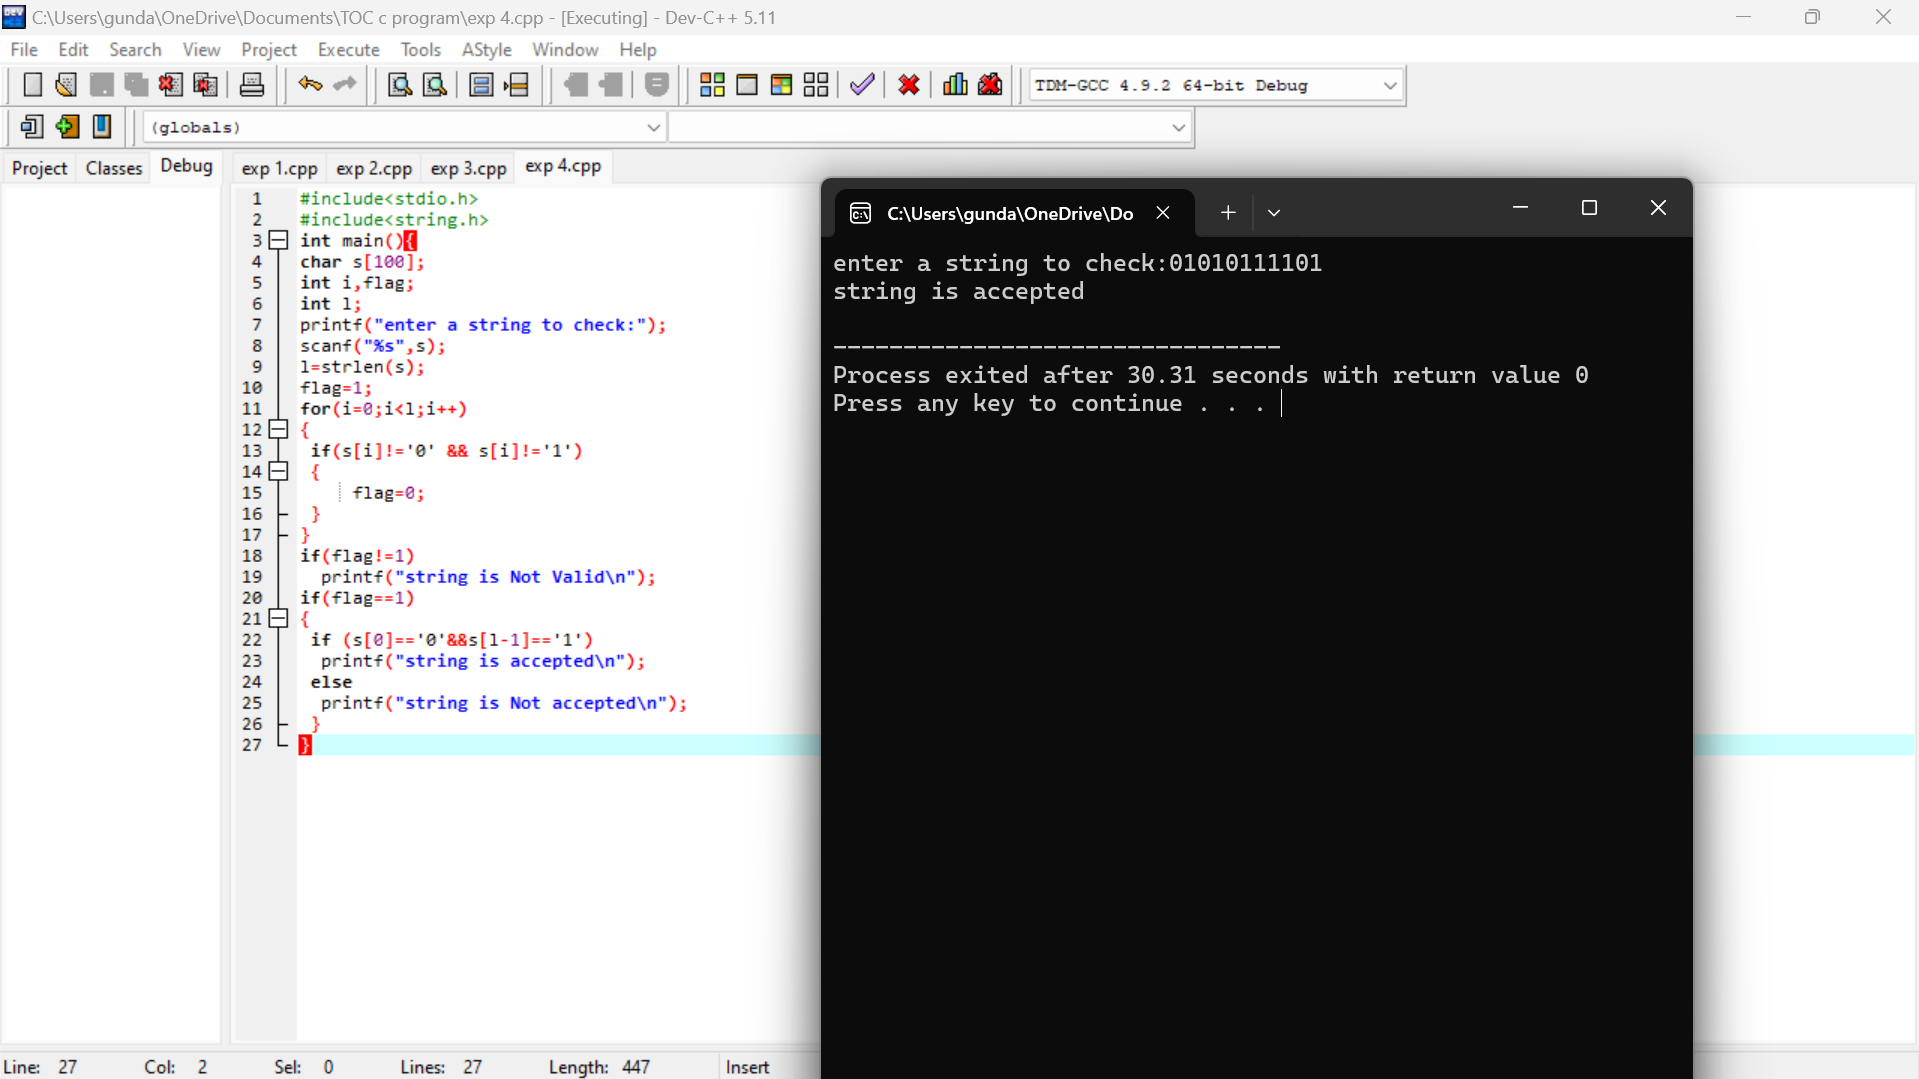 C:\Users\gunda\OneDrive\Documents\TOC c program\exp 4.cpp - [Executing] - Dev-C++ 5.11
File Edit Search View Project Execute Tools AStyle Window Help
TDM-GCC 4.9.2 64-bit Debug
(globals)
Project Classes Debug exp 1.cpp exp 2.cpp exp 3.cpp exp 4.cpp
1 #include<stdio.h>
2 #include<string.h>
3 int main(){
4 char s[100];
5 int i,flag;
6 int l;
7 printf("enter a string to check:");
8 scanf("%s",s);
9 l=strlen(s);
10 flag=1;
11 for(i=0;i<l;i++)
12 {
13 if(s[i]!='0' && s[i]!='1')
14 {
15 flag=0;
16 }
17 }
18 if(flag!=1)
19 printf("string is Not Valid\n");
20 if(flag==1)
21 {
22 if (s[0]=='0'&&s[l-1]=='1')
23 printf("string is accepted\n");
24 else
25 printf("string is Not accepted\n");
26 }
27 }
C:\Users\gunda\OneDrive\Do
enter a string to check:01010111101
string is accepted
--------------------------------
Process exited after 30.31 seconds with return value 0
Press any key to continue . . .
Line: 27 Col: 2 Sel: 0 Lines: 27 Length: 447 Insert